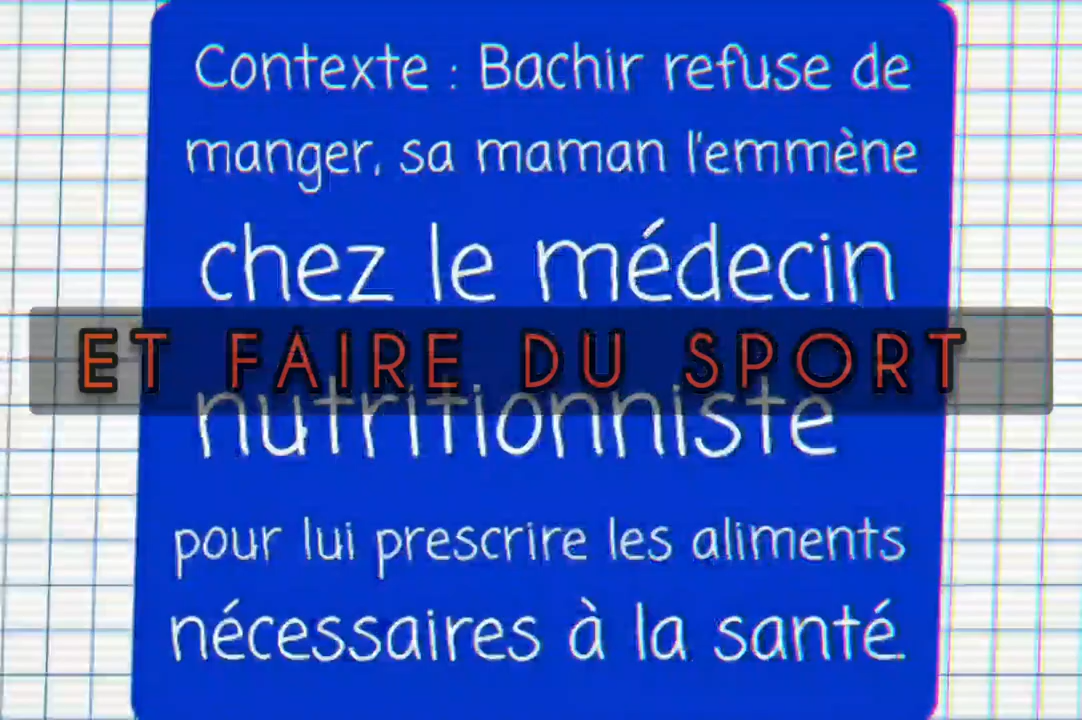 Contexte : Bachir refuse de
manger, sa maman l'emmène
chez le médecin
ET FAIRE DU SPORT
nutritionniste
pour lui prescrire les aliments
nécessaires à la santé.